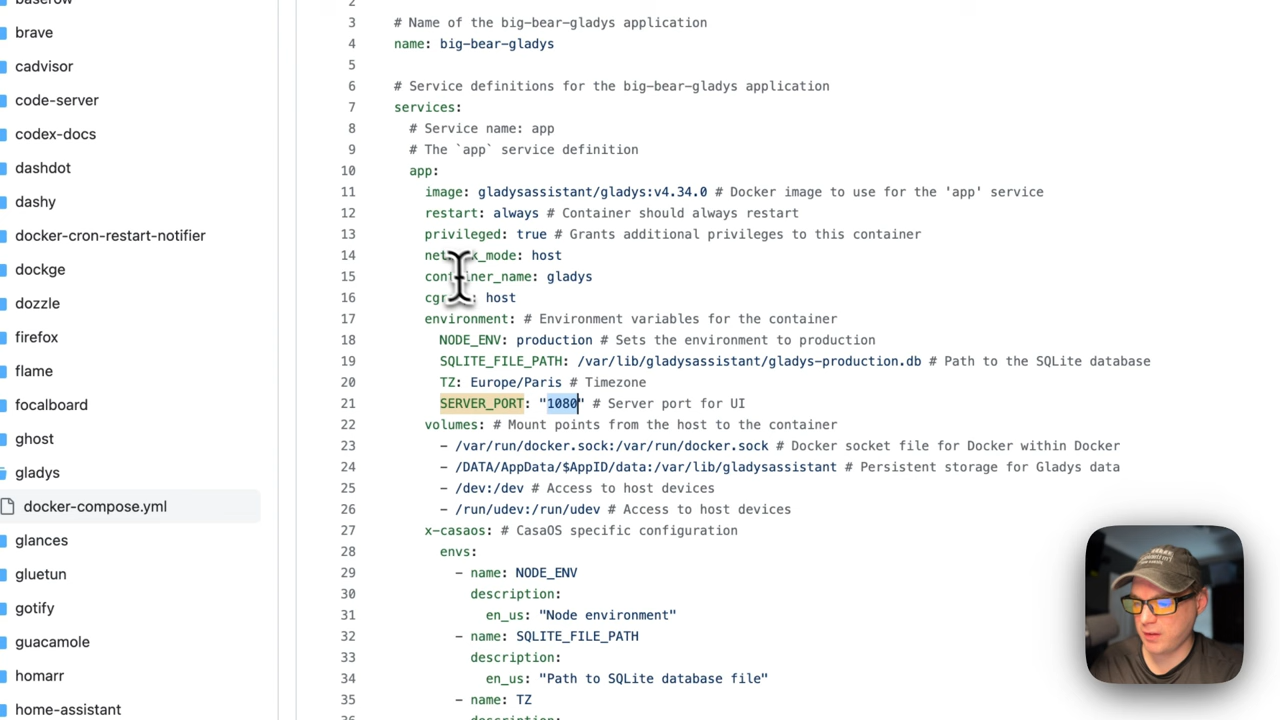 baserow
brave
cadvisor
code-server
codex-docs
dashdot
dashy
docker-cron-restart-notifier
dockge
dozzle
firefox
flame
focalboard
ghost
gladys
docker-compose.yml
glances
gluetun
gotify
guacamole
homarr
home-assistant
2
3 # Name of the big-bear-gladys application
4 name: big-bear-gladys
5
6 # Service definitions for the big-bear-gladys application
7 services:
8 # Service name: app
9 # The `app` service definition
10 app:
11 image: gladysassistant/gladys:v4.34.0 # Docker image to use for the 'app' service
12 restart: always # Container should always restart
13 privileged: true # Grants additional privileges to this container
14 network_mode: host
15 container_name: gladys
16 host
17 environment: # Environment variables for the container
18 NODE_ENV: production # Sets the environment to production
19 SQLITE_FILE_PATH: /var/lib/gladysassistant/gladys-production.db # Path to the SQLite database
20 TZ: Europe/Paris # Timezone
21 SERVER_PORT: "1080" # Server port for UI
22 volumes: # Mount points from the host to the container
23 - /var/run/docker.sock:/var/run/docker.sock # Docker socket file for Docker within Docker
24 - /DATA/AppData/$AppID/data:/var/lib/gladysassistant # Persistent storage for Gladys data
25 - /dev:/dev # Access to host devices
26 - /run/udev:/run/udev # Access to host devices
27 x-casaos: # CasaOS specific configuration
28 envs:
29 - name: NODE_ENV
30 description:
31 en_us: "Node environment"
32 - name: SQLITE_FILE_PATH
33 description:
34 en_us: "Path to SQLite database file"
35 - name: TZ
description: